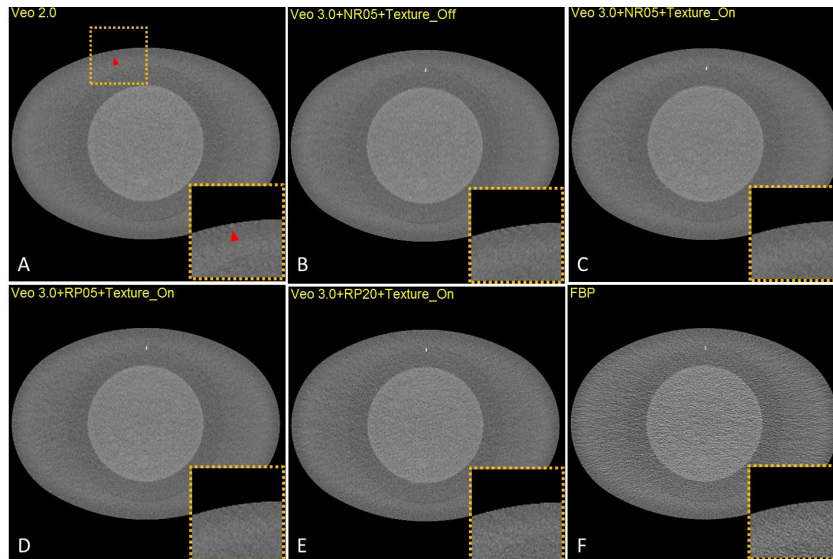 Veo 2.0
A
Veo 3.0+NR05+Texture_Off
B
Veo 3.0+NR05+Texture_On
C
Veo 3.0+RP05+Texture_On
D
Veo 3.0+RP20+Texture_On
E
FBP
F